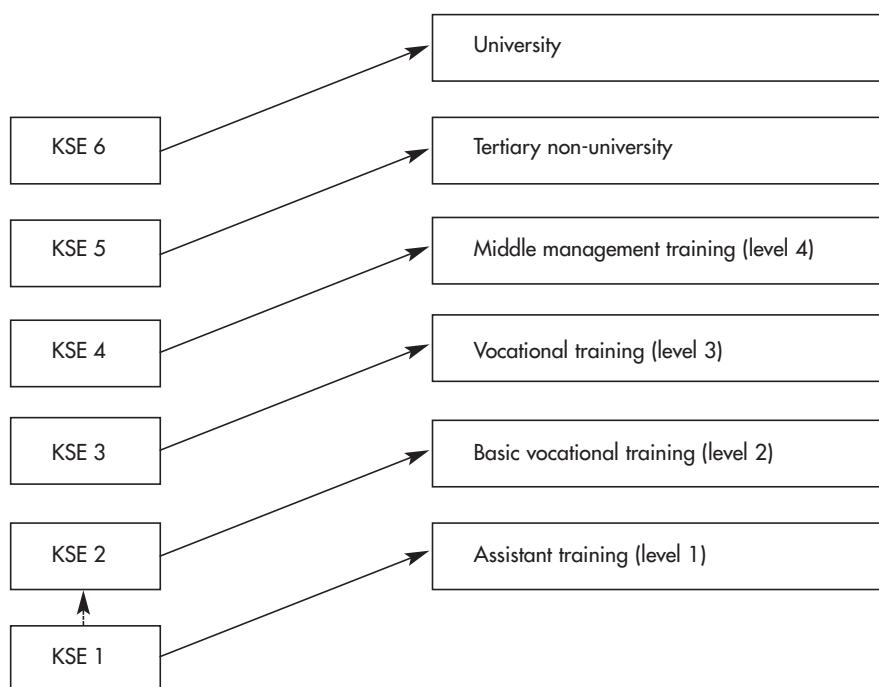 University
KSE 6
Tertiary non-university
KSE 5
Middle management training (level 4)
KSE 4
Vocational training (level 3)
KSE 3
Basic vocational training (level 2)
KSE 2
Assistant training (level 1)
KSE 1